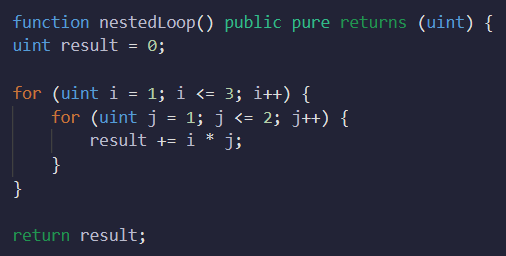 function nestedLoop() public pure returns (uint) {
uint result = 0;

for (uint i = 1; i <= 3; i++) {
    for (uint j = 1; j <= 2; j++) {
        result += i * j;
    }
}

return result;